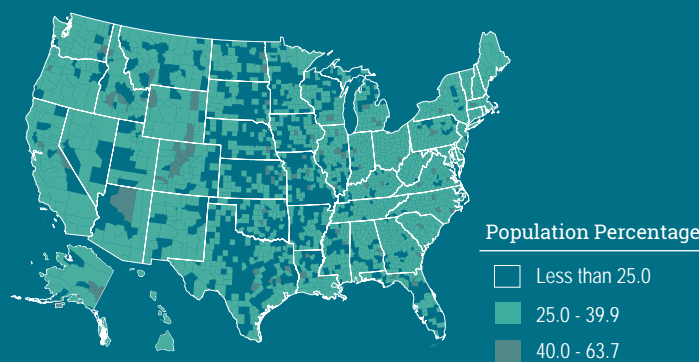 Population Percentage
Less than 25.0
25.0 - 39.9
40.0 - 63.7